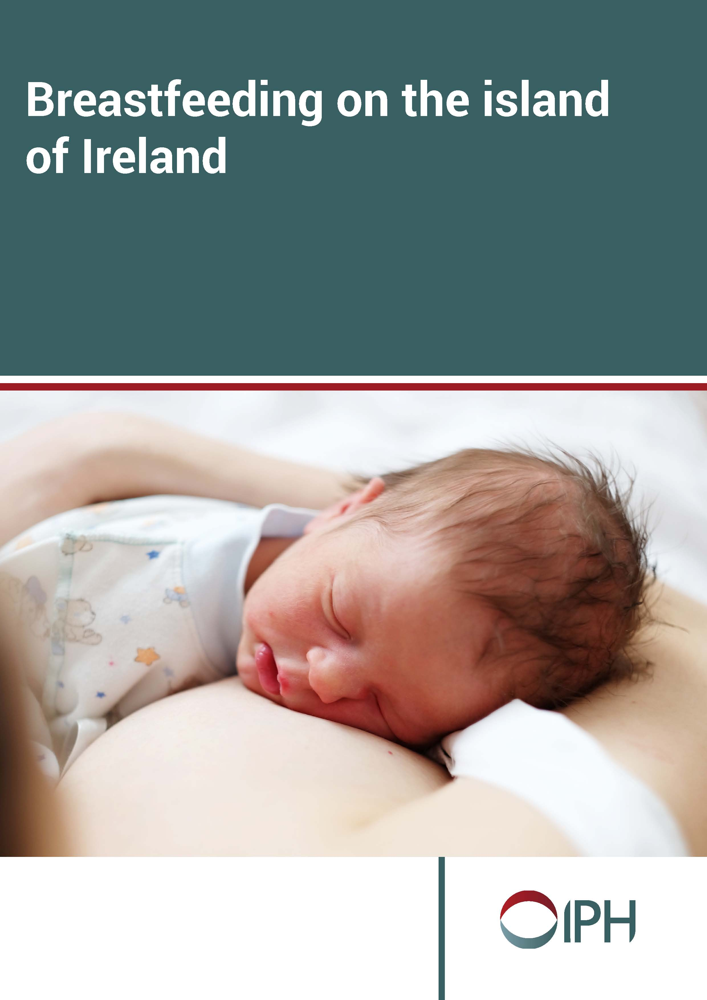 Breastfeeding on the island
of Ireland
IPH